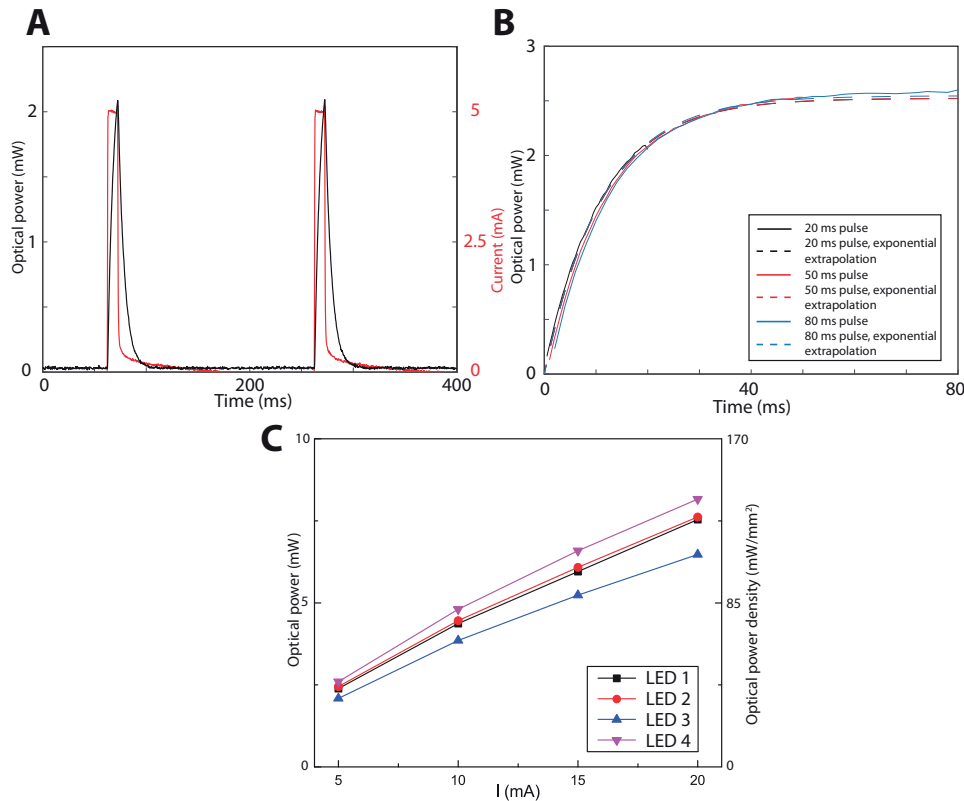 A
Optical power (mW)
2
1
0
5
2.5
0
Current (mA)
0
200
400
Time (ms)
B
Optical power (mW)
3
2
1
0
0
40
80
Time (ms)
20 ms pulse
20 ms pulse, exponential
extrapolation
50 ms pulse
50 ms pulse, exponential
extrapolation
80 ms pulse
80 ms pulse, exponential
extrapolation
C
Optical power (mW)
10
5
0
170
85
0
Optical power density (mW/mm²)
5
10
15
20
I (mA)
LED 1
LED 2
LED 3
LED 4